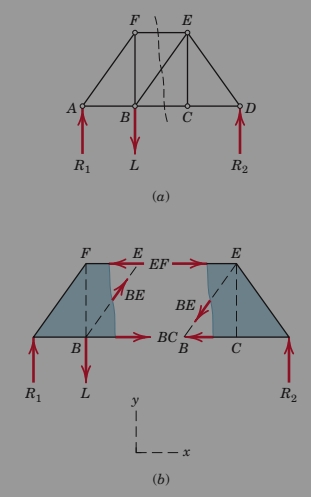 F E
A B C D
R1 L R2
(a)
F E EF E
BE BE
B BC B C
R1 L R2
y
x
(b)